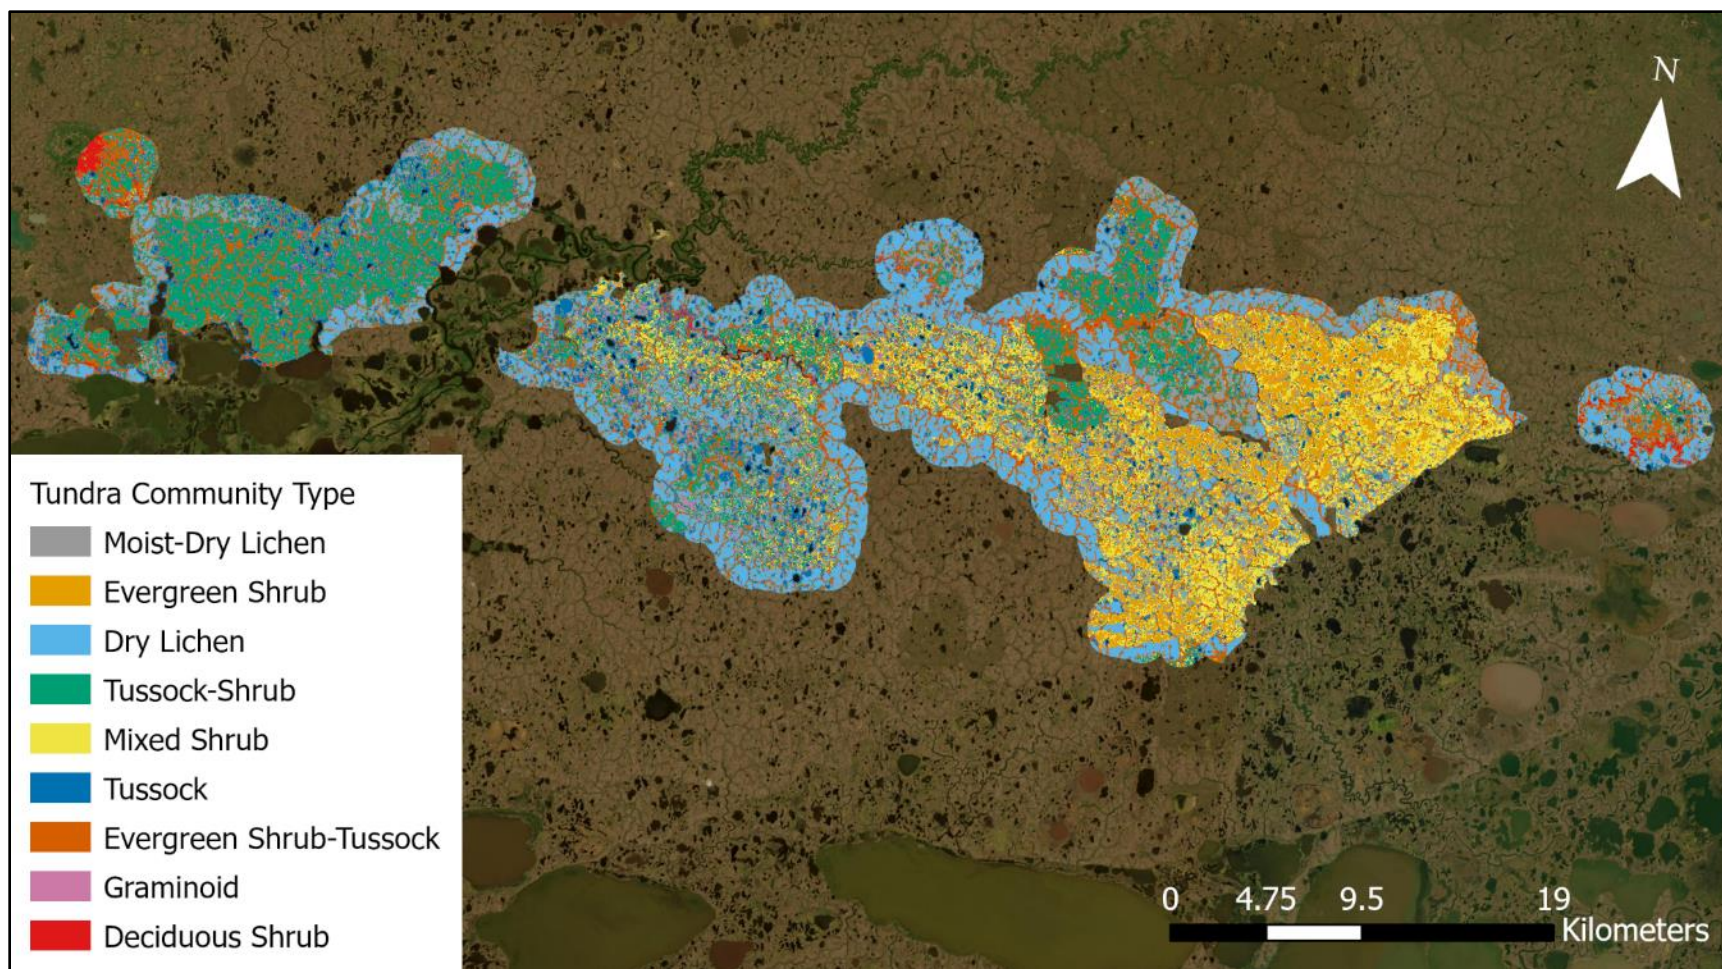 N
Tundra Community Type
Moist-Dry Lichen
Evergreen Shrub
Dry Lichen
Tussock-Shrub
Mixed Shrub
Tussock
Evergreen Shrub-Tussock
Graminoid
Deciduous Shrub
0 4.75 9.5 19
Kilometers